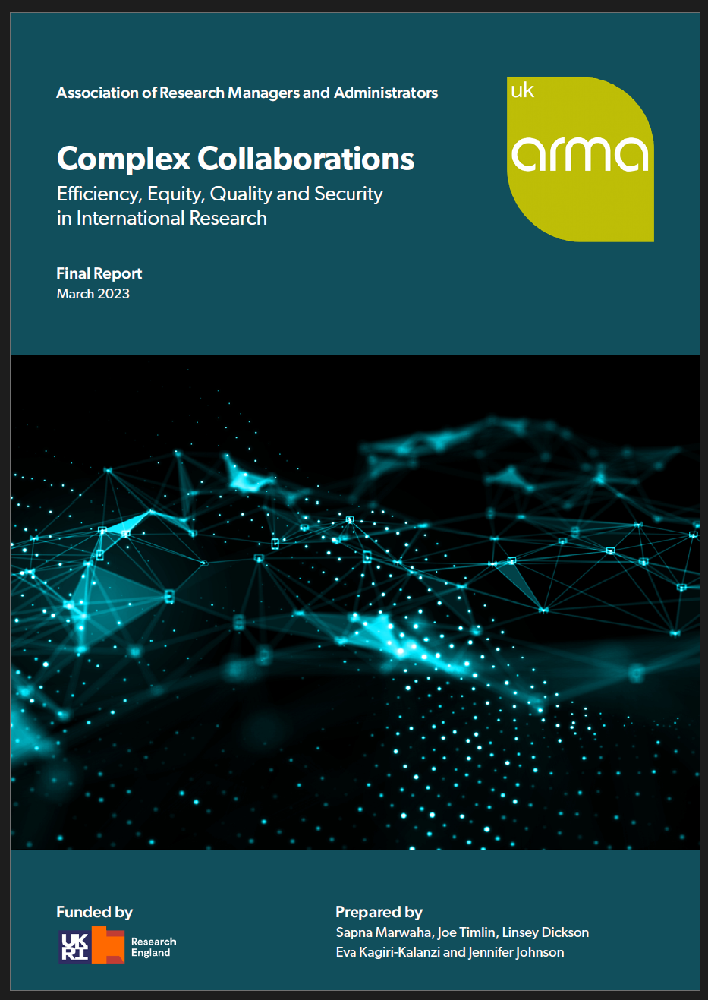 Association of Research Managers and Administrators
uk
arma
Complex Collaborations
Efficiency, Equity, Quality and Security
in International Research
Final Report
March 2023
Funded by
UK
RI
Research
England
Prepared by
Sapna Marwaha, Joe Timlin, Linsey Dickson
Eva Kagiri-Kalanzi and Jennifer Johnson